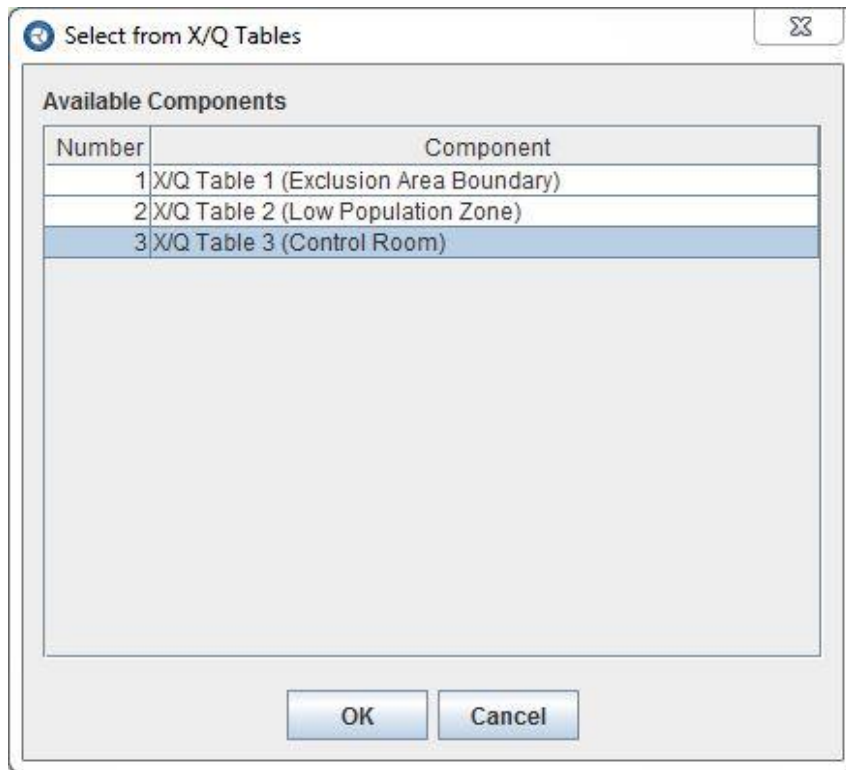 Select from X/Q Tables
Available Components
Number Component
1 X/Q Table 1 (Exclusion Area Boundary)
2 X/Q Table 2 (Low Population Zone)
3 X/Q Table 3 (Control Room)
OK Cancel